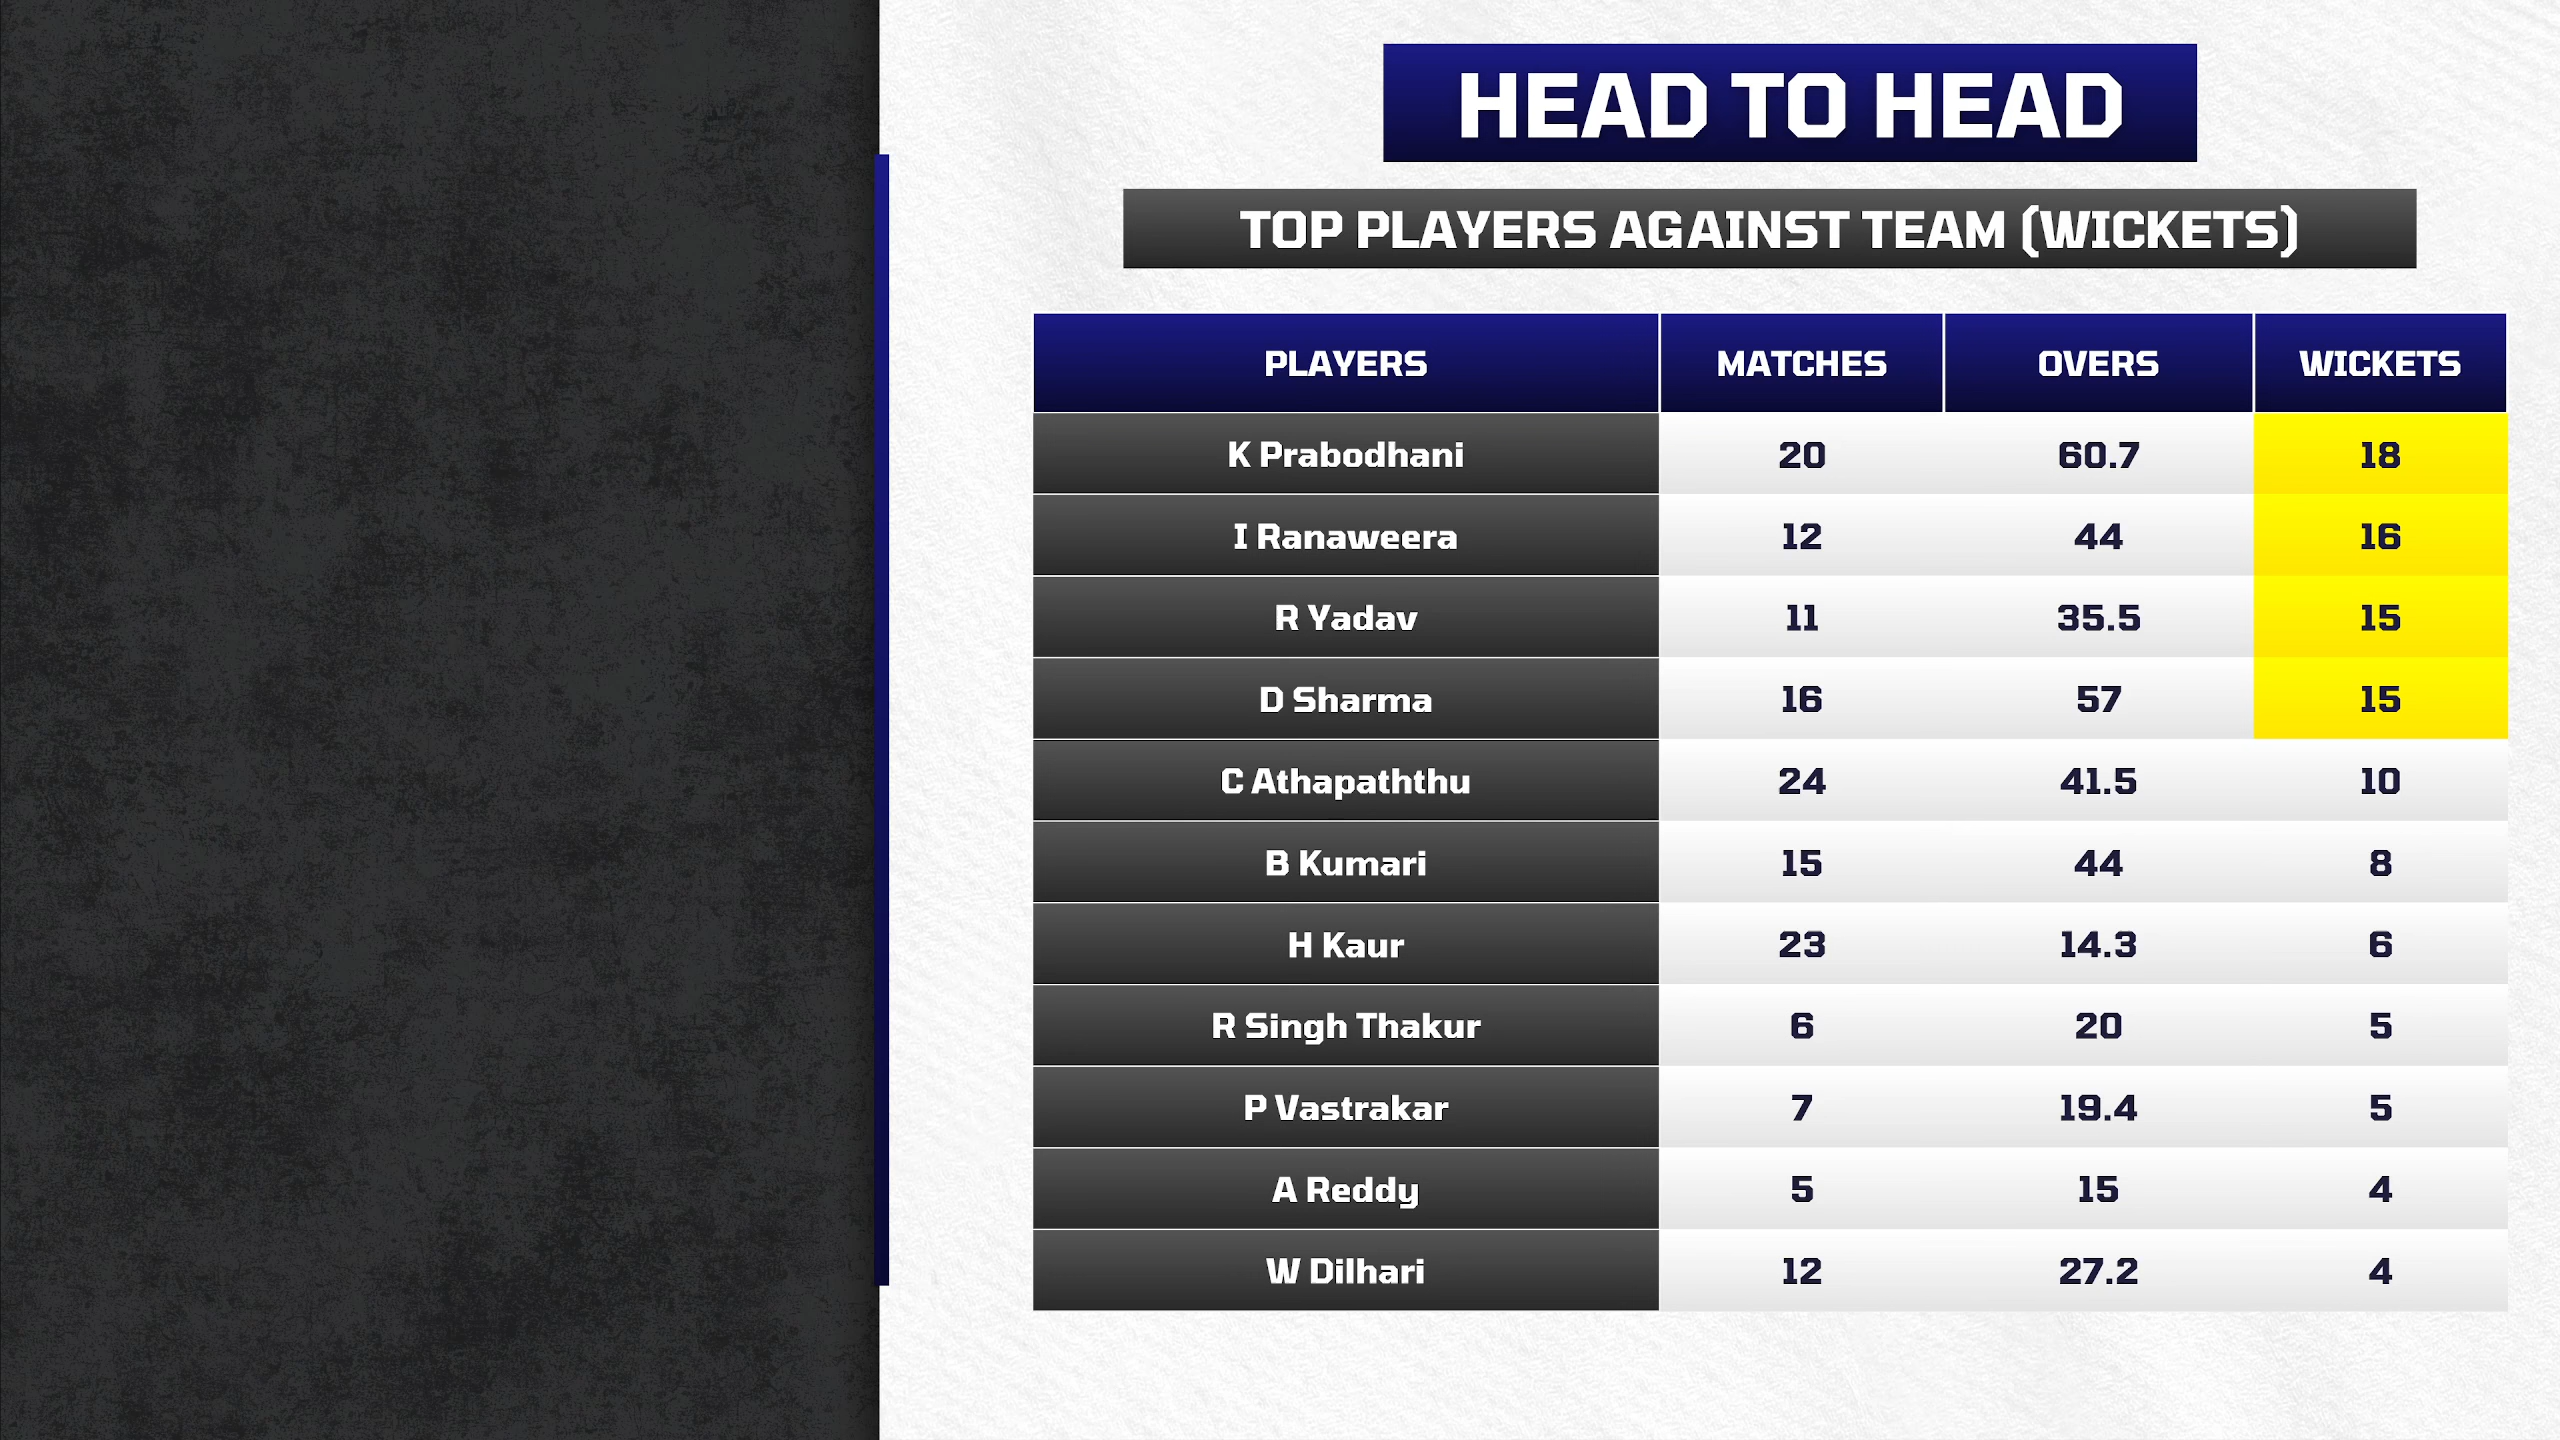 HEAD TO HEAD
TOP PLAYERS AGAINST TEAM (WICKETS)
PLAYERS MATCHES OVERS WICKETS
K Prabodhani 20 60.7 18
I Ranaweera 12 44 16
R Yadav 11 35.5 15
D Sharma 16 57 15
C Athapaththu 24 41.5 10
B Kumari 15 44 8
H Kaur 23 14.3 6
R Singh Thakur 6 20 5
P Vastrakar 7 19.4 5
A Reddy 5 15 4
W Dilhari 12 27.2 4